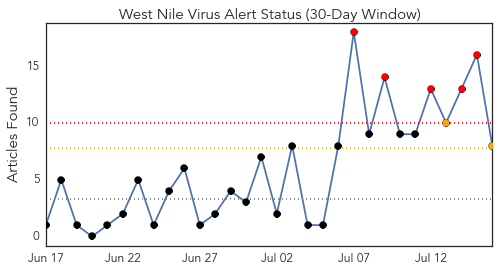 West Nile Virus Alert Status (30-Day Window)
Articles Found
15
10
5
0
Jun 17
Jun 22
Jun 27
Jul 02
Jul 07
Jul 12